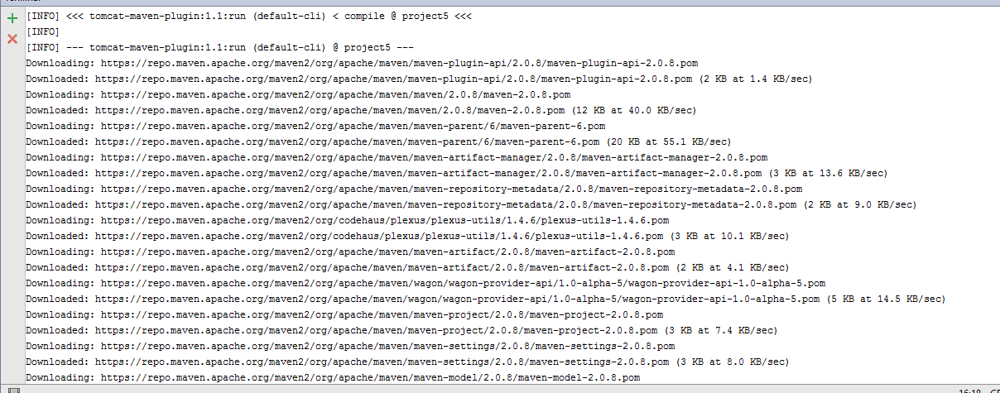 [INFO] <<< tomcat-maven-plugin:1.1:run (default-cli) < compile @ project5 <<<
[INFO]
[INFO] --- tomcat-maven-plugin:1.1:run (default-cli) @ project5 ---
Downloading: https://repo.maven.apache.org/maven2/org/apache/maven/maven-plugin-api/2.0.8/maven-plugin-api-2.0.8.pom
Downloaded: https://repo.maven.apache.org/maven2/org/apache/maven/maven-plugin-api/2.0.8/maven-plugin-api-2.0.8.pom (2 KB at 1.4 KB/sec)
Downloading: https://repo.maven.apache.org/maven2/org/apache/maven/maven/2.0.8/maven-2.0.8.pom
Downloaded: https://repo.maven.apache.org/maven2/org/apache/maven/maven/2.0.8/maven-2.0.8.pom (12 KB at 40.0 KB/sec)
Downloading: https://repo.maven.apache.org/maven2/org/apache/maven/maven-parent/6/maven-parent-6.pom
Downloaded: https://repo.maven.apache.org/maven2/org/apache/maven/maven-parent/6/maven-parent-6.pom (20 KB at 55.1 KB/sec)
Downloading: https://repo.maven.apache.org/maven2/org/apache/maven/maven-artifact-manager/2.0.8/maven-artifact-manager-2.0.8.pom
Downloaded: https://repo.maven.apache.org/maven2/org/apache/maven/maven-artifact-manager/2.0.8/maven-artifact-manager-2.0.8.pom (3 KB at 13.6 KB/sec)
Downloading: https://repo.maven.apache.org/maven2/org/apache/maven/maven-repository-metadata/2.0.8/maven-repository-metadata-2.0.8.pom
Downloaded: https://repo.maven.apache.org/maven2/org/apache/maven/maven-repository-metadata/2.0.8/maven-repository-metadata-2.0.8.pom (2 KB at 9.0 KB/sec)
Downloading: https://repo.maven.apache.org/maven2/org/codehaus/plexus/plexus-utils/1.4.6/plexus-utils-1.4.6.pom
Downloaded: https://repo.maven.apache.org/maven2/org/codehaus/plexus/plexus-utils/1.4.6/plexus-utils-1.4.6.pom (3 KB at 10.1 KB/sec)
Downloading: https://repo.maven.apache.org/maven2/org/apache/maven/maven-artifact/2.0.8/maven-artifact-2.0.8.pom
Downloaded: https://repo.maven.apache.org/maven2/org/apache/maven/maven-artifact/2.0.8/maven-artifact-2.0.8.pom (2 KB at 4.1 KB/sec)
Downloading: https://repo.maven.apache.org/maven2/org/apache/maven/wagon/wagon-provider-api/1.0-alpha-5/wagon-provider-api-1.0-alpha-5.pom
Downloaded: https://repo.maven.apache.org/maven2/org/apache/maven/wagon/wagon-provider-api/1.0-alpha-5/wagon-provider-api-1.0-alpha-5.pom (5 KB at 14.5 KB/sec)
Downloading: https://repo.maven.apache.org/maven2/org/apache/maven/maven-project/2.0.8/maven-project-2.0.8.pom
Downloaded: https://repo.maven.apache.org/maven2/org/apache/maven/maven-project/2.0.8/maven-project-2.0.8.pom (3 KB at 7.4 KB/sec)
Downloading: https://repo.maven.apache.org/maven2/org/apache/maven/maven-settings/2.0.8/maven-settings-2.0.8.pom
Downloaded: https://repo.maven.apache.org/maven2/org/apache/maven/maven-settings/2.0.8/maven-settings-2.0.8.pom (3 KB at 8.0 KB/sec)
Downloading: https://repo.maven.apache.org/maven2/org/apache/maven/maven-model/2.0.8/maven-model-2.0.8.pom